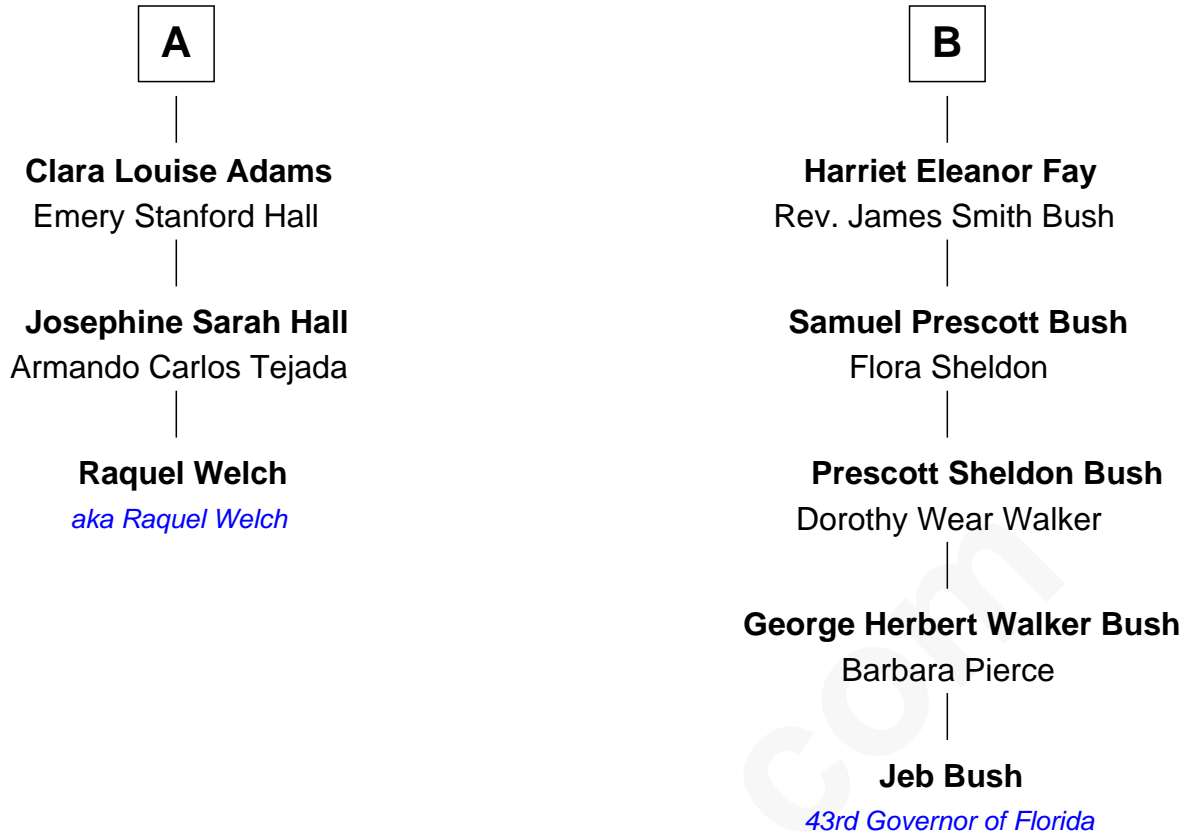 A
Clara Louise Adams
Emery Stanford Hall
Josephine Sarah Hall
Armando Carlos Tejada
Raquel Welch
aka Raquel Welch
B
Harriet Eleanor Fay
Rev. James Smith Bush
Samuel Prescott Bush
Flora Sheldon
Prescott Sheldon Bush
Dorothy Wear Walker
George Herbert Walker Bush
Barbara Pierce
Jeb Bush
43rd Governor of Florida
com